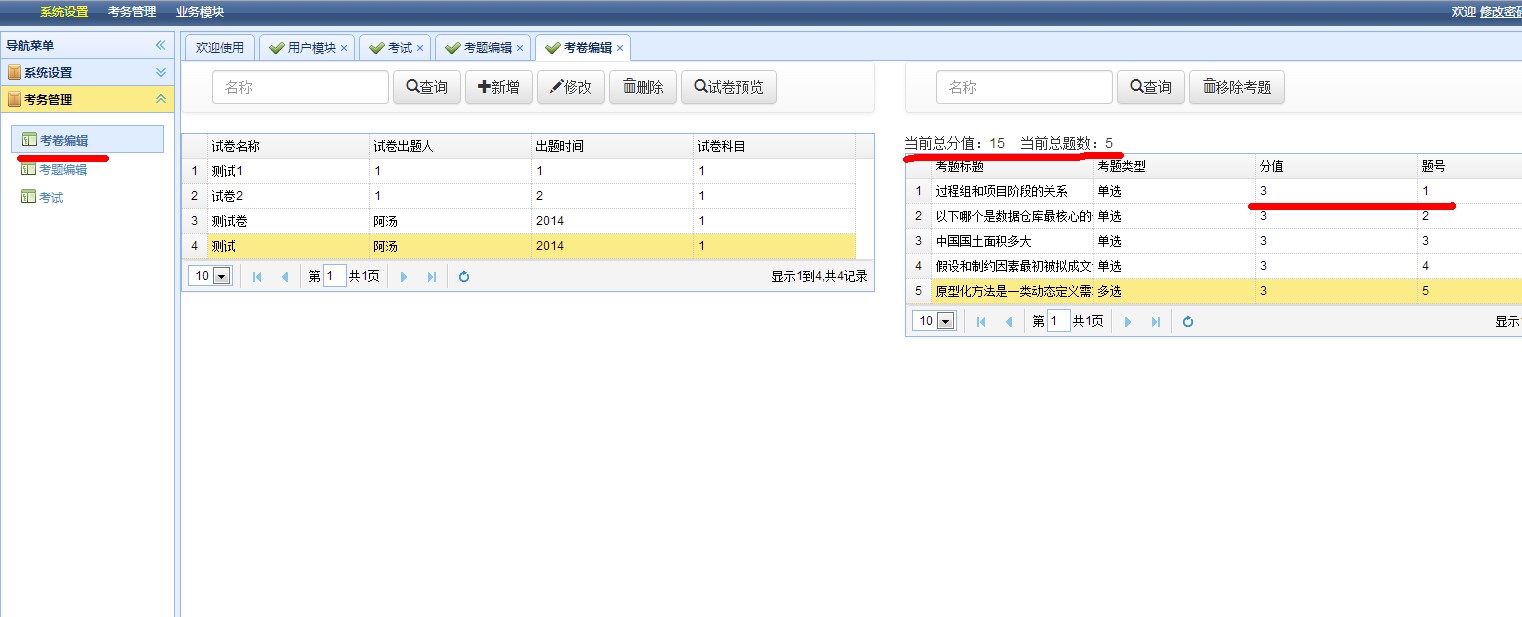 系统设置 考务管理 业务模块 欢迎 修改密码
导航菜单
系统设置
考务管理
考卷编辑
考题编辑
考试
欢迎使用 用户模块 × 考试 × 考题编辑 × 考卷编辑 ×
名称 查询 新增 修改 删除 试卷预览
试卷名称 试卷出题人 出题时间 试卷科目
1 测试1 1 1 1
2 试卷2 1 2 1
3 测试卷 阿汤 2014 1
4 测试 阿汤 2014 1
10 第 1 共1页 显示1到4,共4记录
名称 查询 移除考题
当前总分值：15 当前总题数：5
考题标题 考题类型 分值 题号
1 过程组和项目阶段的关系 单选 3 1
2 以下哪个是数据仓库最核心的 单选 3 2
3 中国国土面积多大 单选 3 3
4 假设和制约因素最初被拟成文 单选 3 4
5 原型化方法是一类动态定义需 多选 3 5
10 第 1 共1页 显示